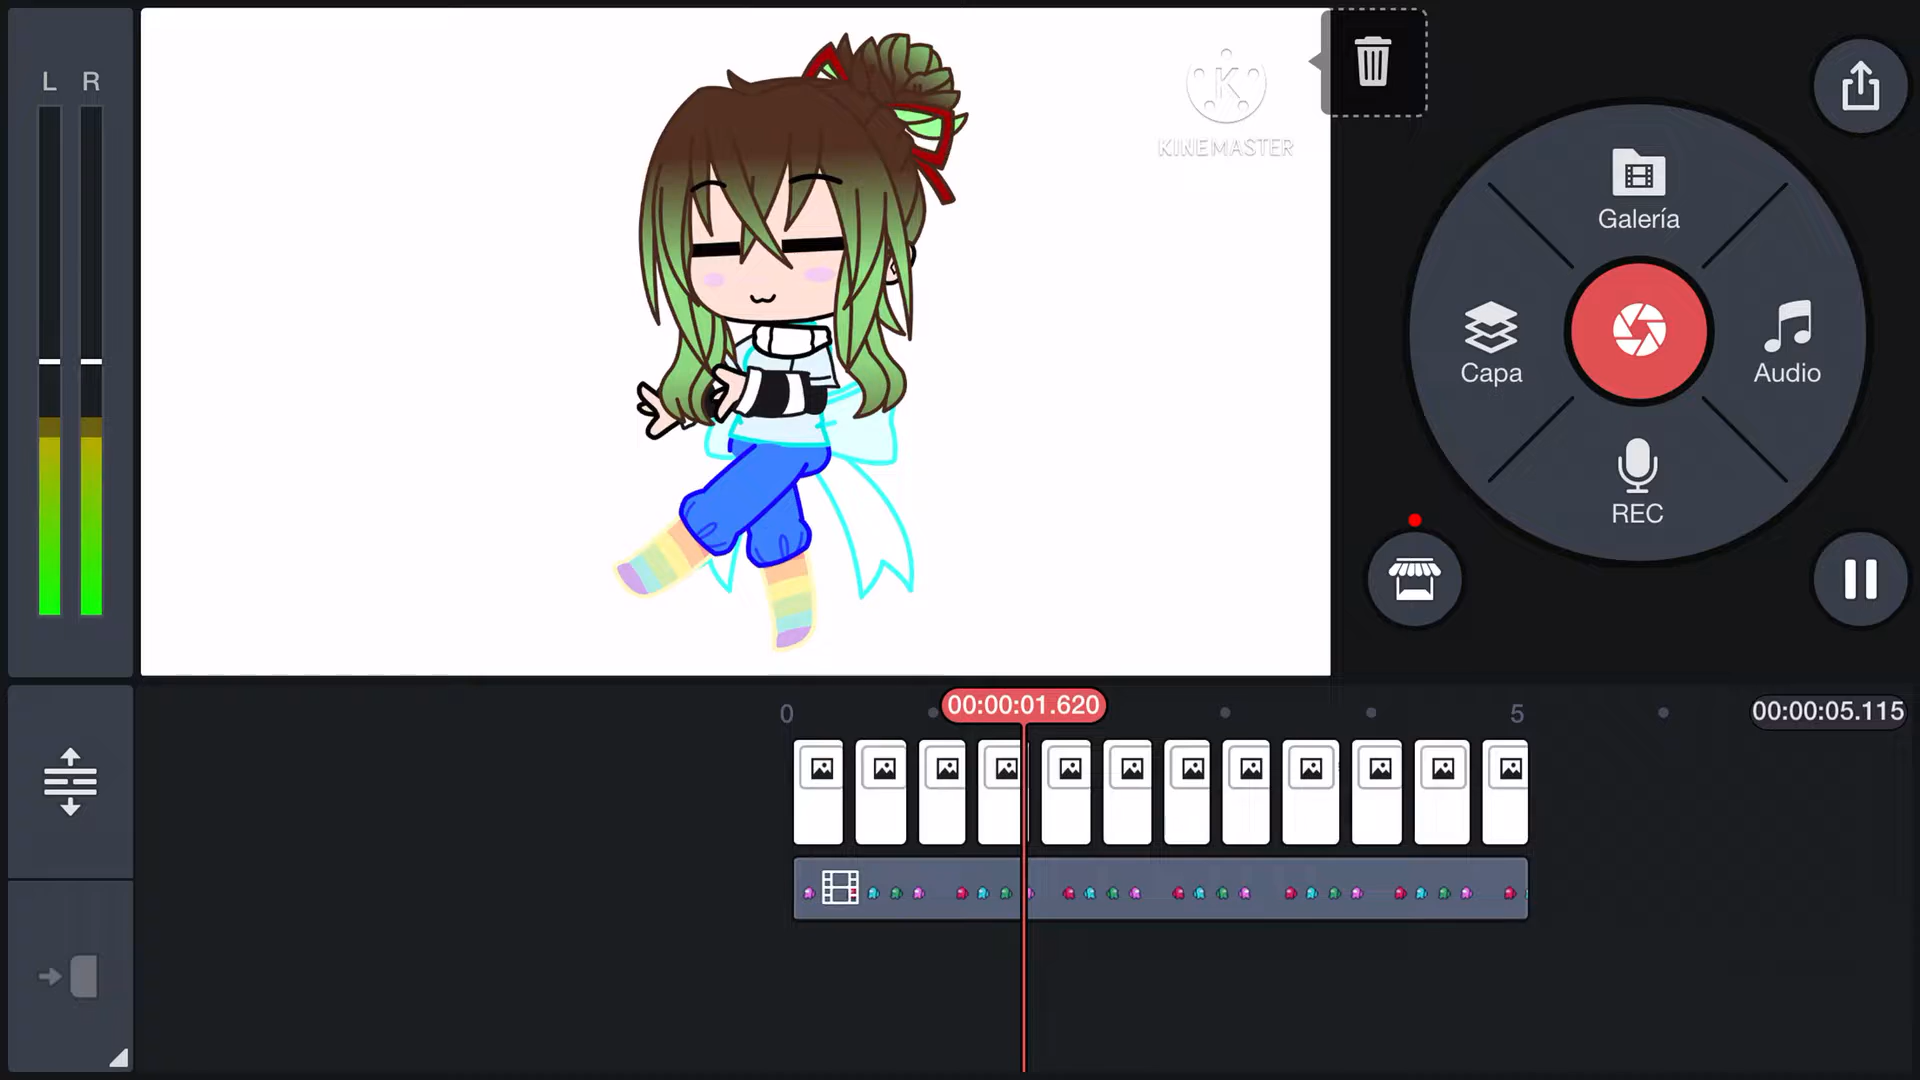 L R
K
KINEMASTER
Galería
Capa
Audio
REC
0
00:00:01.620
5
00:00:05.115